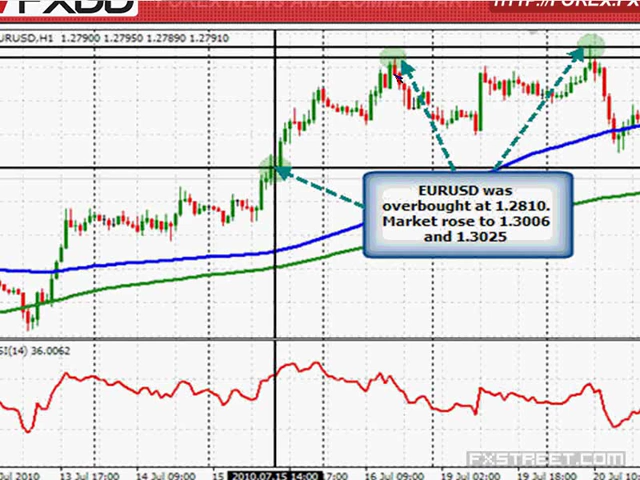 FXDD
FOREX NEWS AND COMMENTARY
HTTP://FOREX.FX
EURUSD,H1 1.27900 1.27950 1.27890 1.27910
EURUSD was
overbought at 1.2810.
Market rose to 1.3006
and 1.3025
SI(14) 36.0062
FXSTREET.COM
Jul 2010 13 Jul 17:00 14 Jul 09:00 15 2010.07.15 14:00 17:00 16 Jul 09:00 19 Jul 02:00 19 Jul 18:00 20 Jul 10